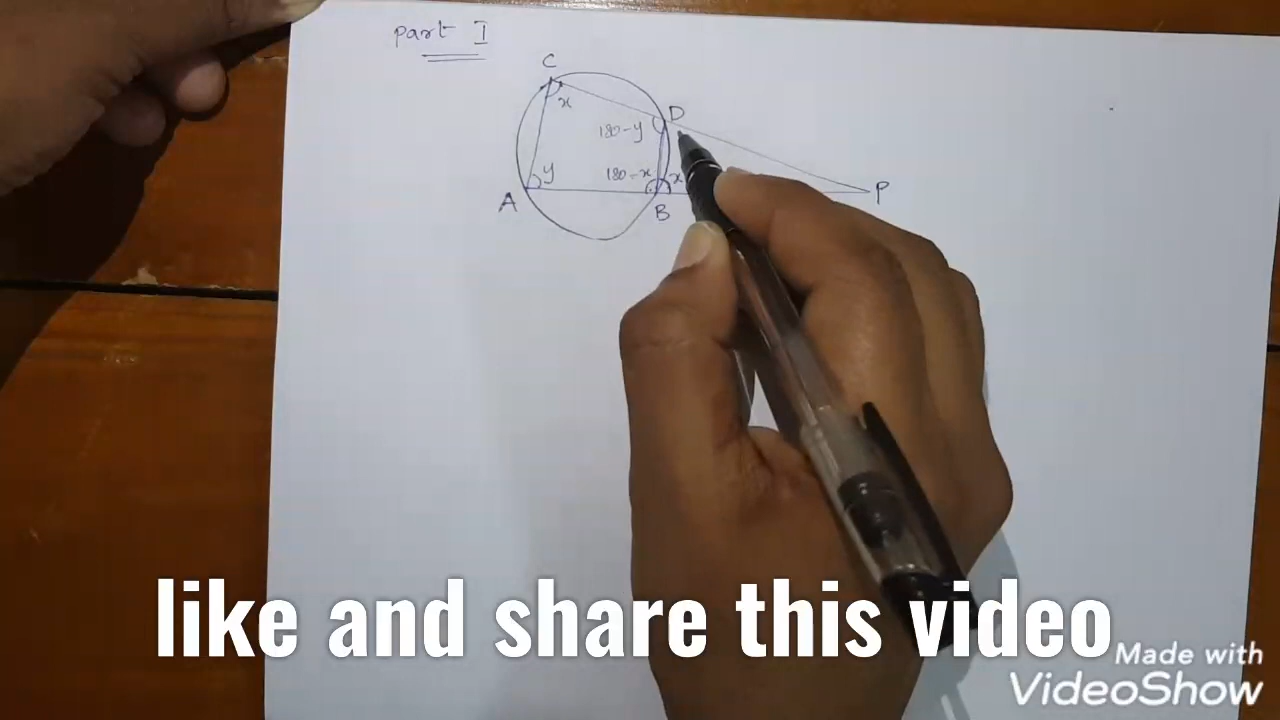 part I
C
x
D
180-y
y
180-x
x
A
B
P
like and share this video
Made with
VideoShow